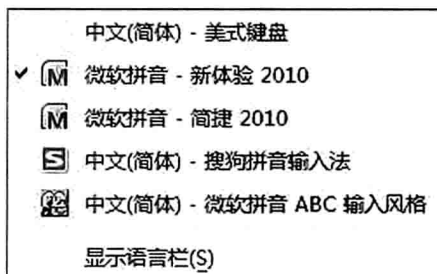 中文(简体) - 美式键盘
微软拼音 - 新体验 2010
微软拼音 - 简捷 2010
中文(简体) - 搜狗拼音输入法
中文(简体) - 微软拼音 ABC 输入风格
显示语言栏(S)